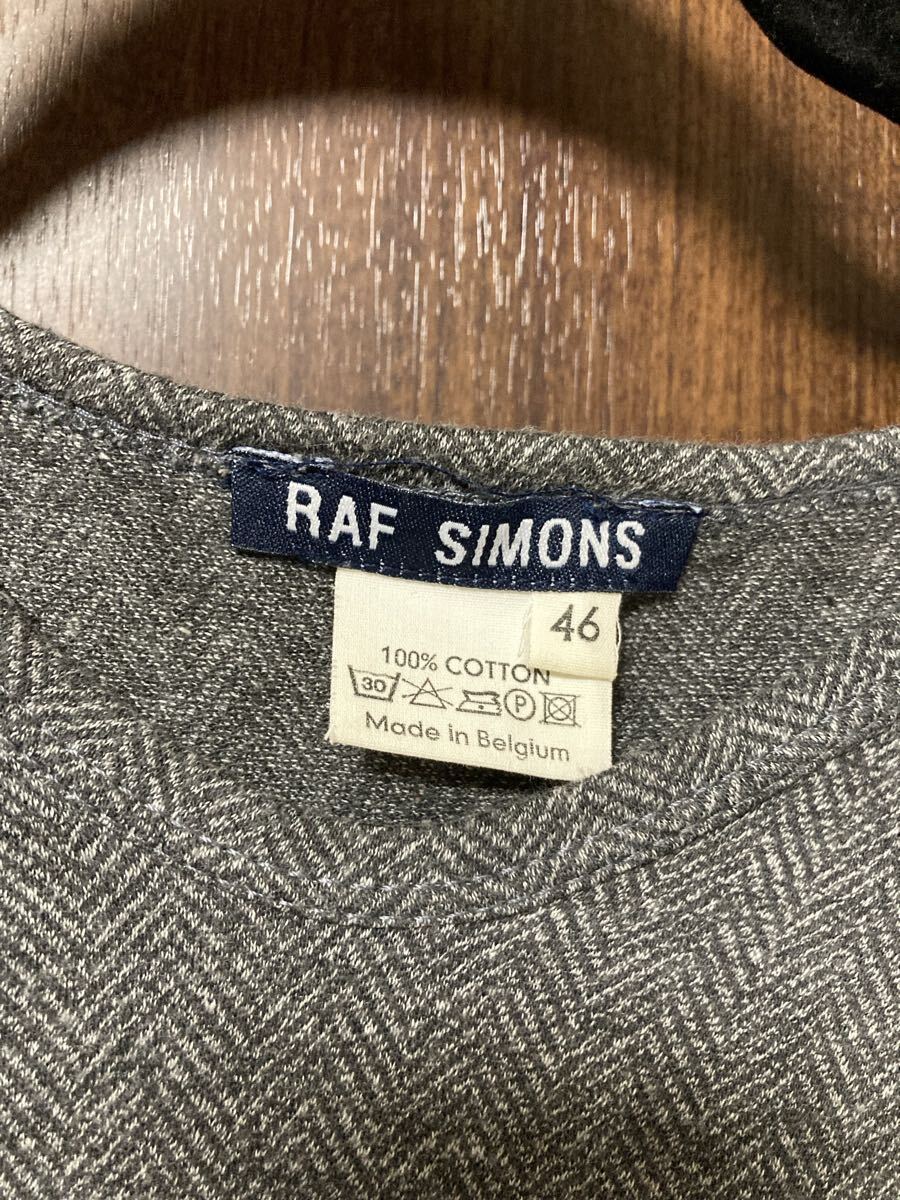 RAF SIMONS
46
100% COTTON
30 P
Made in Belgium